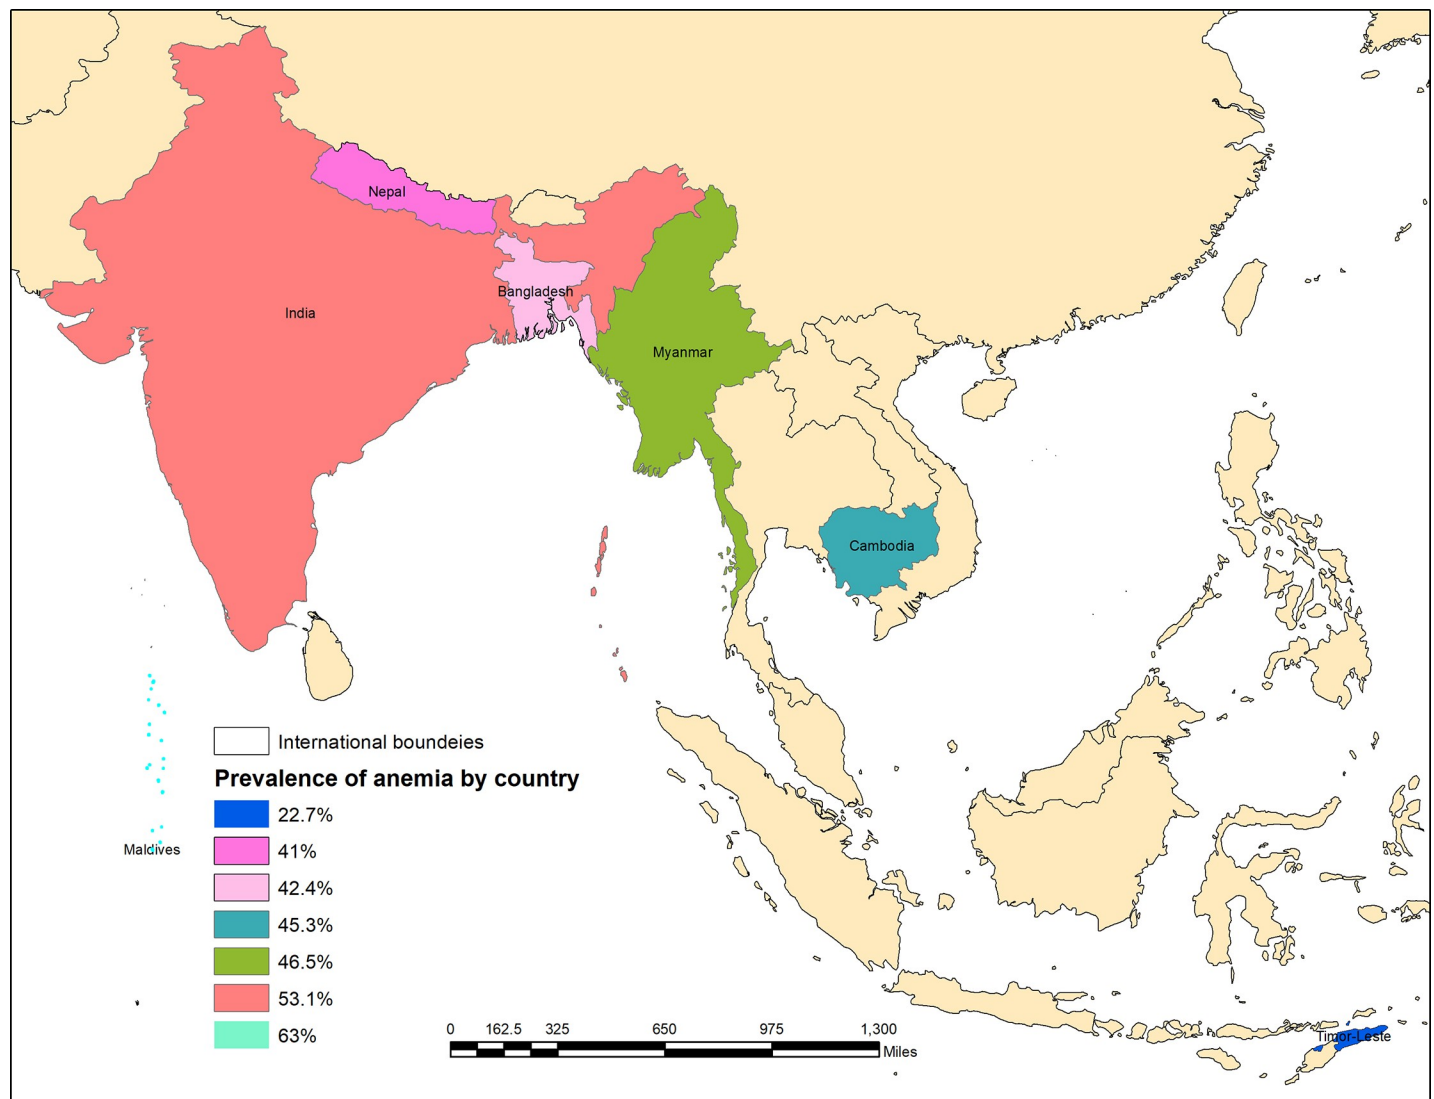 Nepal
Bangladesh
India
Myanmar
Cambodia
International boundeies
Prevalence of anemia by country
22.7%
Maldives
41%
42.4%
45.3%
46.5%
53.1%
63%
0 162.5 325 650 975 1,300
Miles
Timor-Leste